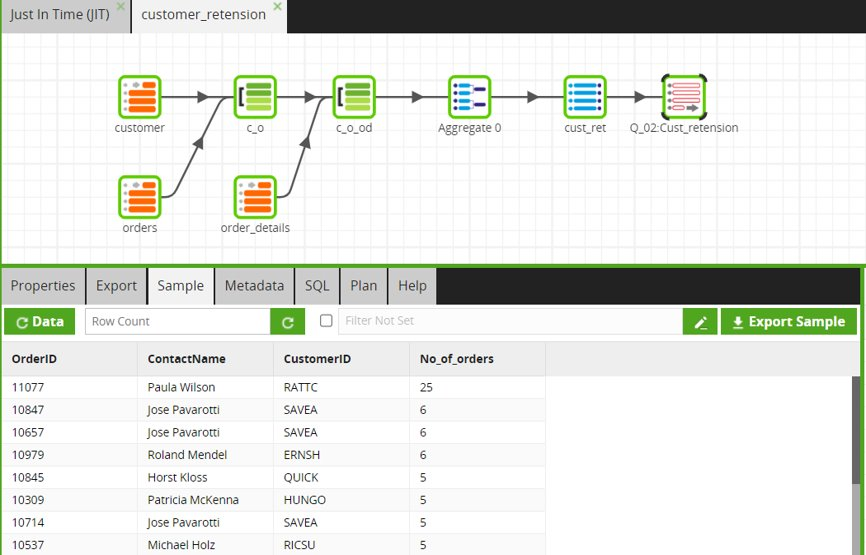 Just In Time (JIT) customer_retension
customer c_o c_o_od Aggregate 0 cust_ret Q_02:Cust_retension
orders order_details
Properties Export Sample Metadata SQL Plan Help
Data Row Count Filter Not Set Export Sample
OrderID ContactName CustomerID No_of_orders
11077 Paula Wilson RATTC 25
10847 Jose Pavarotti SAVEA 6
10657 Jose Pavarotti SAVEA 6
10979 Roland Mendel ERNSH 6
10845 Horst Kloss QUICK 5
10309 Patricia McKenna HUNGO 5
10714 Jose Pavarotti SAVEA 5
10537 Michael Holz RICSU 5